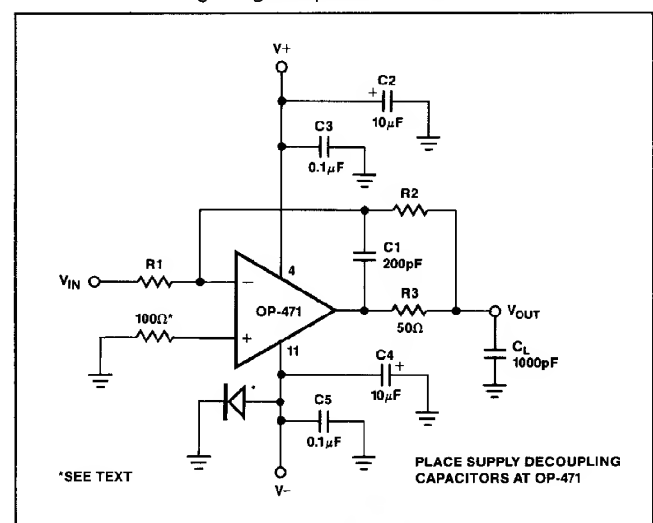 V+
C2
+
10µF
C3
0.1µF
R2
C1
200pF
R1
VIN
−
4
OP-471
R3
50Ω
VOUT
100Ω*
+
11
CL
1000pF
C4
+
10µF
*
C5
0.1µF
*SEE TEXT
V−
PLACE SUPPLY DECOUPLING
CAPACITORS AT OP-471